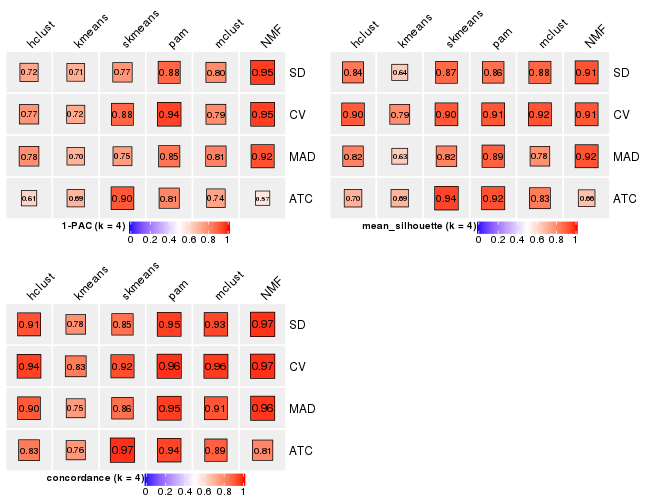 hclust kmeans skmeans pam mclust NMF
0.72 0.71 0.77 0.88 0.80 0.95 SD
0.77 0.72 0.88 0.94 0.79 0.95 CV
0.78 0.70 0.75 0.85 0.81 0.92 MAD
0.61 0.69 0.90 0.81 0.74 0.57 ATC
1-PAC (k = 4)
0 0.2 0.4 0.6 0.8 1
hclust kmeans skmeans pam mclust NMF
0.84 0.64 0.87 0.86 0.88 0.91 SD
0.90 0.79 0.90 0.91 0.92 0.91 CV
0.82 0.63 0.82 0.89 0.78 0.92 MAD
0.70 0.69 0.94 0.92 0.83 0.66 ATC
mean_silhouette (k = 4)
0 0.2 0.4 0.6 0.8 1
hclust kmeans skmeans pam mclust NMF
0.91 0.78 0.85 0.95 0.93 0.97 SD
0.94 0.83 0.92 0.96 0.96 0.97 CV
0.90 0.75 0.86 0.95 0.91 0.96 MAD
0.83 0.76 0.97 0.94 0.89 0.81 ATC
concordance (k = 4)
0 0.2 0.4 0.6 0.8 1